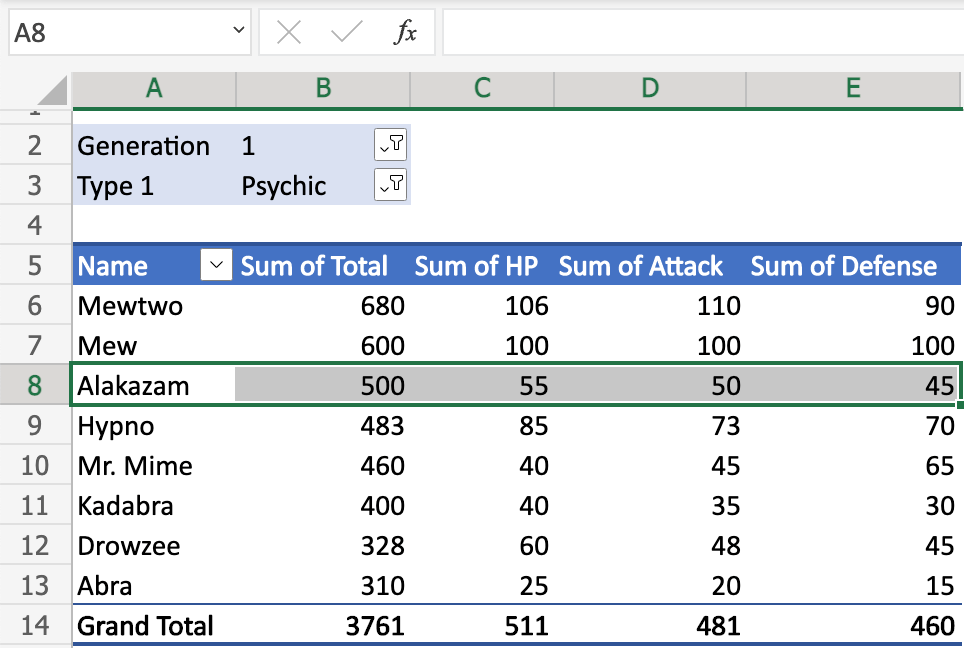 A8 fx
A B C D E
1
2 Generation 1
3 Type 1 Psychic
4
5 Name Sum of Total Sum of HP Sum of Attack Sum of Defense
6 Mewtwo 680 106 110 90
7 Mew 600 100 100 100
8 Alakazam 500 55 50 45
9 Hypno 483 85 73 70
10 Mr. Mime 460 40 45 65
11 Kadabra 400 40 35 30
12 Drowzee 328 60 48 45
13 Abra 310 25 20 15
14 Grand Total 3761 511 481 460